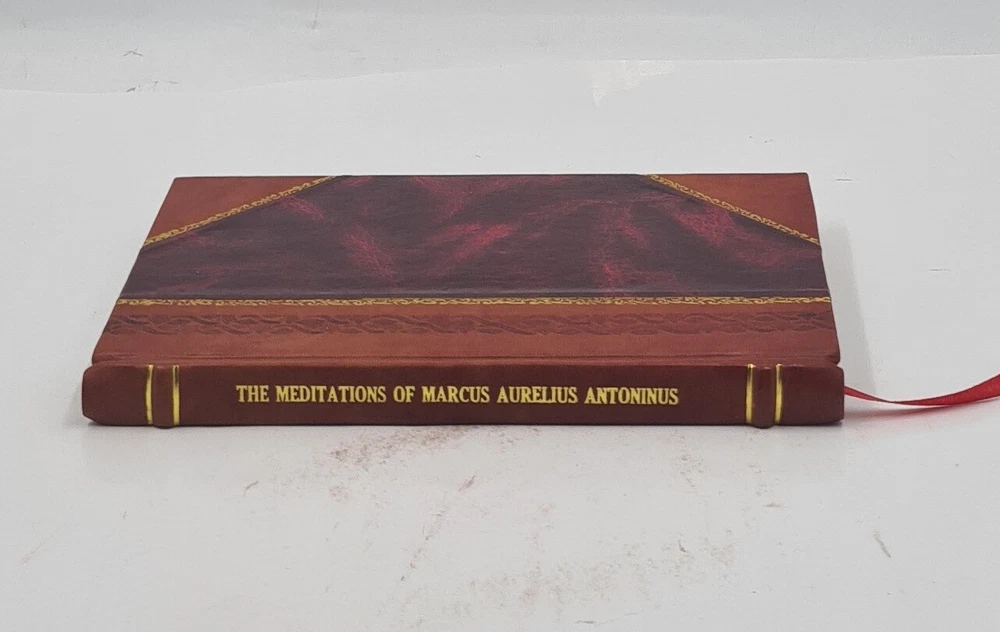 THE MEDITATIONS OF MARCUS AURELIUS ANTONINUS